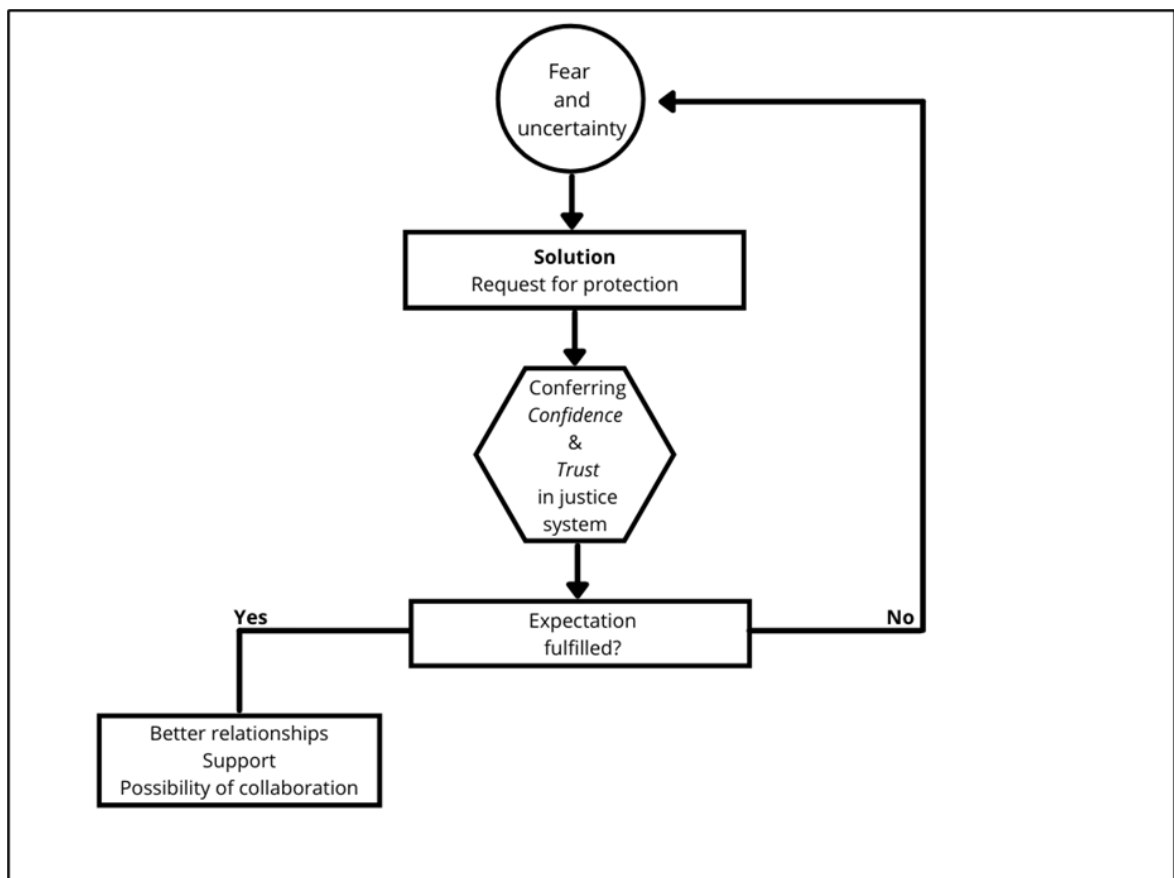 Fear
and
uncertainty
Solution
Request for protection
Conferring
Confidence
&
Trust
in justice
system
Yes
No
Expectation
fulfilled?
Better relationships
Support
Possibility of collaboration